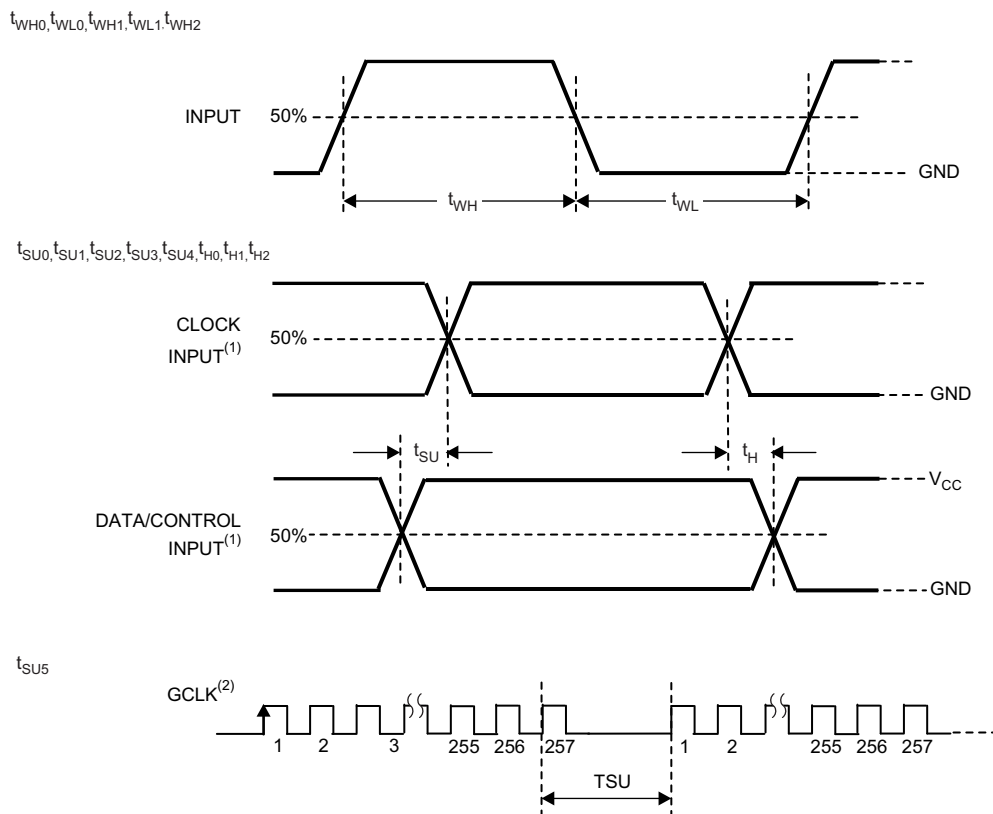 tWH0,tWL0,tWH1,tWL1,tWH2
INPUT 50%
GND
tWH tWL
tSU0,tSU1,tSU2,tSU3,tSU4,tH0,tH1,tH2
CLOCK
INPUT(1) 50%
GND
tSU tH
VCC
DATA/CONTROL
INPUT(1) 50%
GND
tSU5
GCLK(2)
1 2 3 255 256 257 1 2 255 256 257
TSU